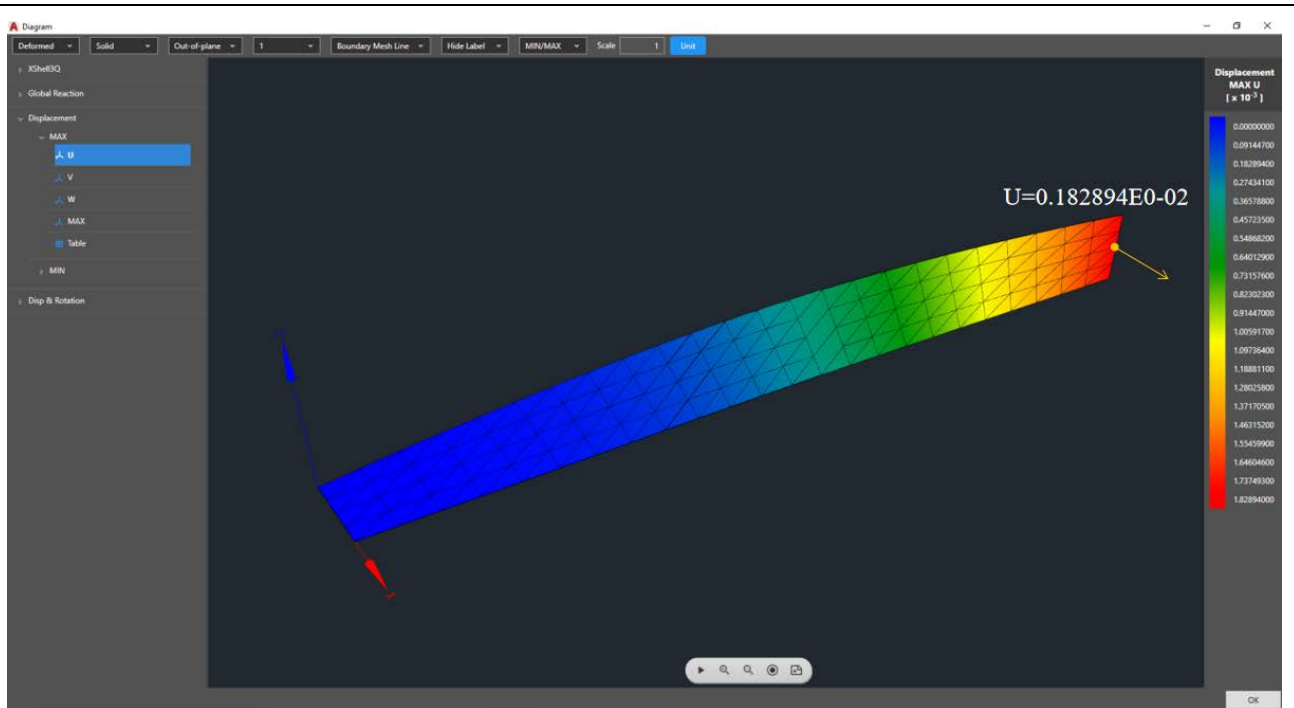 Diagram
Deformed Solid Out-of-plane 1 Boundary Mesh Line Hide Label MIN/MAX Scale 1 Unit
XShell3Q
Global Reaction
Displacement
MAX
U
V
W
MAX
Table
MIN
Disp & Rotation
U=0.182894E0-02
Displacement
MAX U
[ x 10-3 ]
0.00000000
0.09144700
0.18289400
0.27434100
0.36578800
0.45723500
0.54868200
0.64012900
0.73157600
0.82302300
0.91447000
1.00591700
1.09736400
1.18881100
1.28025800
1.37170500
1.46315200
1.55459900
1.64604600
1.73749300
1.82894000
OK